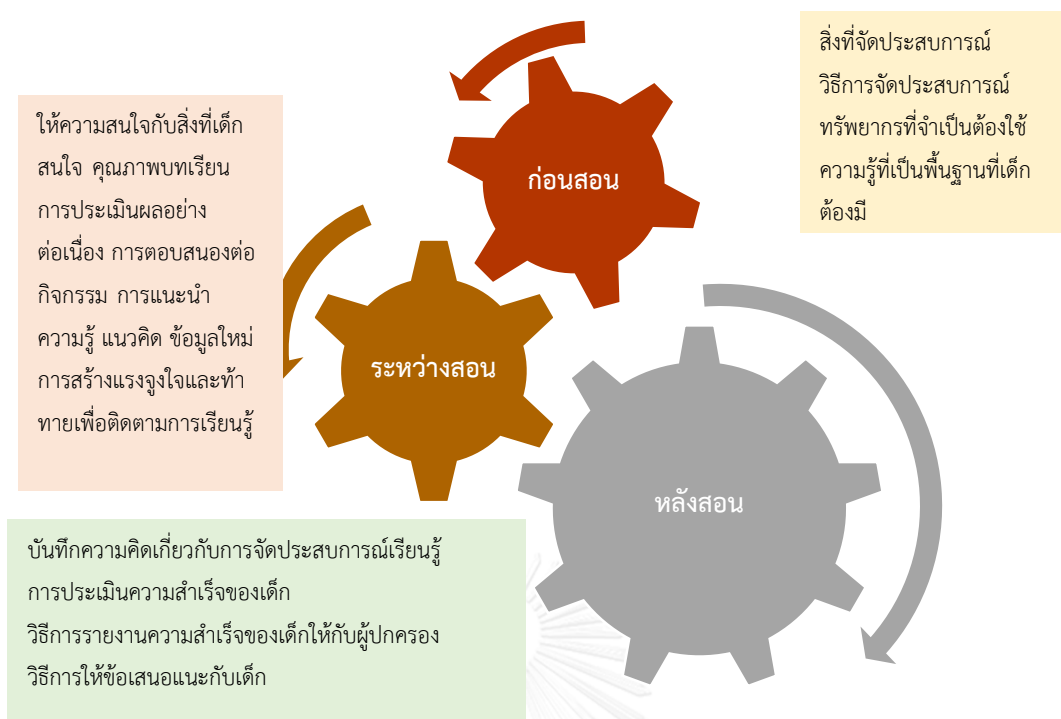 สิ่งที่จัดประสบการณ์
วิธีการจัดประสบการณ์
ทรัพยากรที่จำเป็นต้องใช้
ความรู้ที่เป็นพื้นฐานที่เด็ก
ต้องมี
ก่อนสอน
ให้ความสนใจกับสิ่งที่เด็ก
สนใจ คุณภาพบทเรียน
การประเมินผลอย่าง
ต่อเนื่อง การตอบสนองต่อ
กิจกรรม การแนะนำ
ความรู้ แนวคิด ข้อมูลใหม่
การสร้างแรงจูงใจและท้า
ทายเพื่อติดตามการเรียนรู้
ระหว่างสอน
หลังสอน
บันทึกความคิดเกี่ยวกับการจัดประสบการณ์เรียนรู้
การประเมินความสำเร็จของเด็ก
วิธีการรายงานความสำเร็จของเด็กให้กับผู้ปกครอง
วิธีการให้ข้อเสนอแนะกับเด็ก